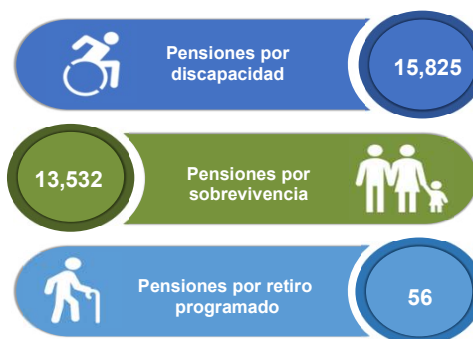 Pensiones por
discapacidad
15,825
13,532
Pensiones por
sobrevivencia
Pensiones por retiro
programado
56